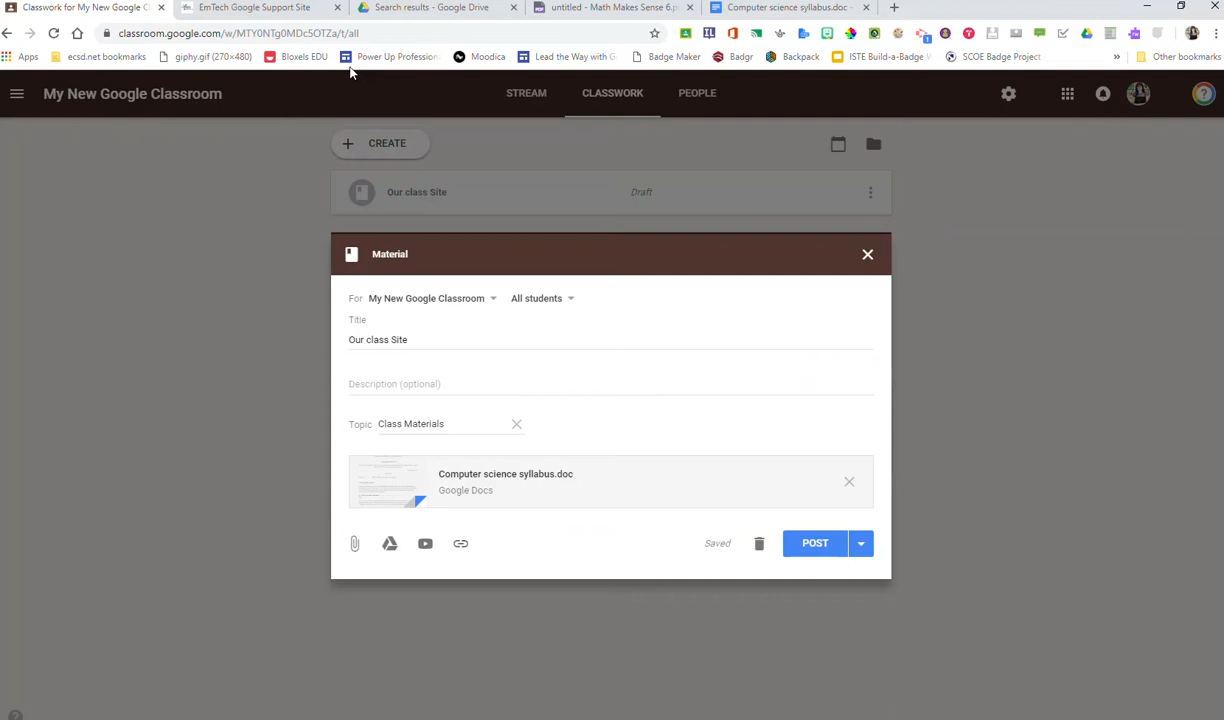 Classwork for My New Google C
EmTech Google Support Site
Search results - Google Drive
untitled - Math Makes Sense 6.p
Computer science syllabus.doc -
classroom.google.com/w/MTY0NTg0MDc5OTZa/t/all
Apps
ecsd.net bookmarks
giphy.gif (270×480)
Bloxels EDU
Power Up Profession
Moodica
Lead the Way with G
Badge Maker
Badgr
Backpack
ISTE Build-a-Badge
SCOE Badge Project
»
Other bookmarks
My New Google Classroom
STREAM
CLASSWORK
PEOPLE
+ CREATE
Our class Site
Draft
Material
For My New Google Classroom
All students
Title
Our class Site
Description (optional)
Topic Class Materials
Computer science syllabus.doc
Google Docs
Saved
POST